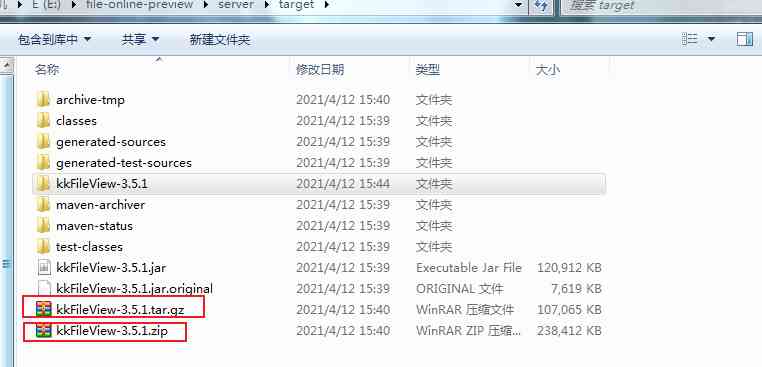 E (E:) ▸ file-online-preview ▸ server ▸ target ▸ 搜索 target
包含到库中 共享 新建文件夹
名称 修改日期 类型 大小
archive-tmp 2021/4/12 15:40 文件夹
classes 2021/4/12 15:39 文件夹
generated-sources 2021/4/12 15:39 文件夹
generated-test-sources 2021/4/12 15:39 文件夹
kkFileView-3.5.1 2021/4/12 15:44 文件夹
maven-archiver 2021/4/12 15:39 文件夹
maven-status 2021/4/12 15:39 文件夹
test-classes 2021/4/12 15:39 文件夹
kkFileView-3.5.1.jar 2021/4/12 15:39 Executable Jar File 120,912 KB
kkFileView-3.5.1.jar.original 2021/4/12 15:39 ORIGINAL 文件 7,619 KB
kkFileView-3.5.1.tar.gz 2021/4/12 15:40 WinRAR 压缩文件 107,065 KB
kkFileView-3.5.1.zip 2021/4/12 15:40 WinRAR ZIP 压缩... 238,412 KB